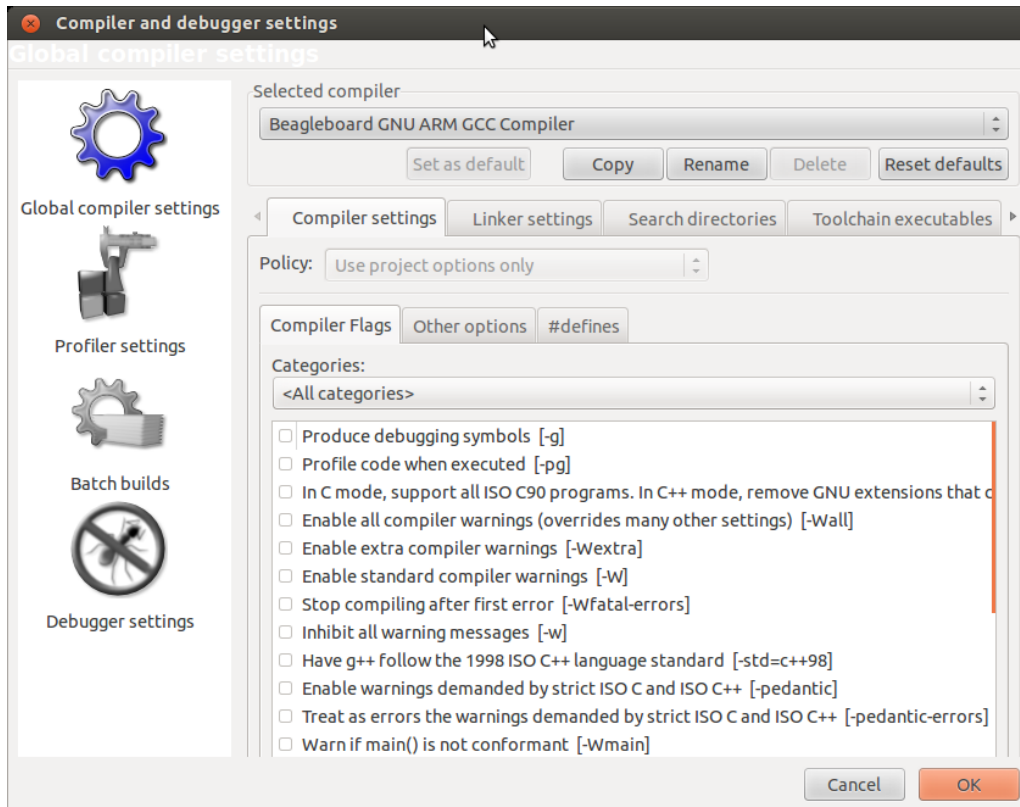 Compiler and debugger settings
Global compiler settings
Global compiler settings
Profiler settings
Batch builds
Debugger settings
Selected compiler
Beagleboard GNU ARM GCC Compiler
Set as default Copy Rename Delete Reset defaults
Compiler settings Linker settings Search directories Toolchain executables
Policy: Use project options only
Compiler Flags Other options #defines
Categories:
<All categories>
Produce debugging symbols [-g]
Profile code when executed [-pg]
In C mode, support all ISO C90 programs. In C++ mode, remove GNU extensions that
Enable all compiler warnings (overrides many other settings) [-Wall]
Enable extra compiler warnings [-Wextra]
Enable standard compiler warnings [-W]
Stop compiling after first error [-Wfatal-errors]
Inhibit all warning messages [-w]
Have g++ follow the 1998 ISO C++ language standard [-std=c++98]
Enable warnings demanded by strict ISO C and ISO C++ [-pedantic]
Treat as errors the warnings demanded by strict ISO C and ISO C++ [-pedantic-errors]
Warn if main() is not conformant [-Wmain]
Cancel OK